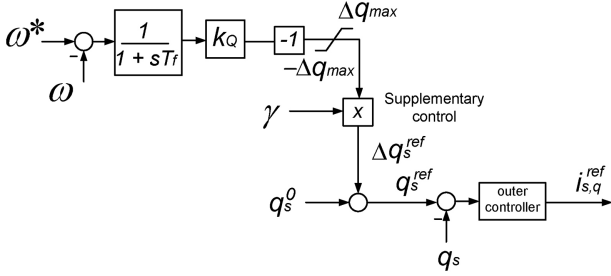 Δq_max
ω*
1
1 + sT_f
k_Q
-1
-
−Δq_max
ω
γ
x
Supplementary
control
Δq_s^ref
q_s^0
q_s^ref
outer
controller
i_s,q^ref
-
q_s